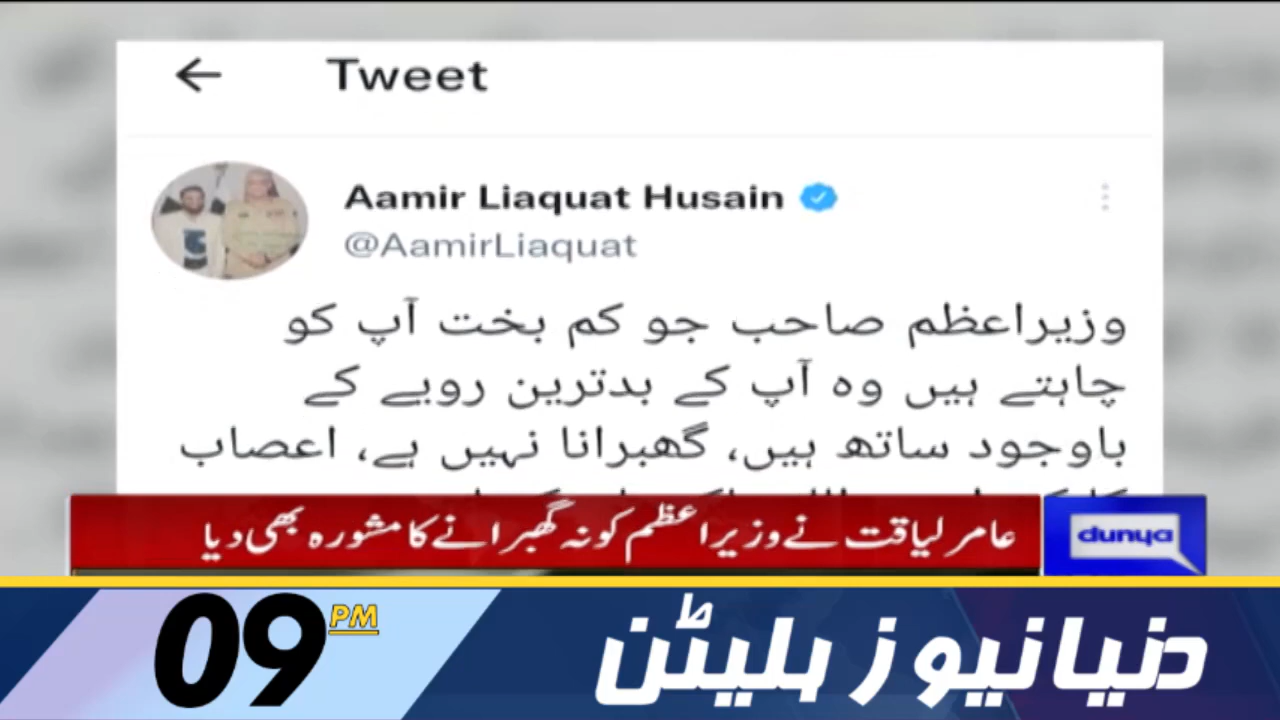 Tweet
Aamir Liaquat Husain
@AamirLiaquat
وزیراعظم صاحب جو کم بخت آپ کو
چاہتے ہیں وہ آپ کے بدترین رویے کے
باوجود ساتھ ہیں، گھبرانا نہیں ہے، اعصاب
عامر لیاقت نے وزیراعظم کو نہ گھبرانے کا مشورہ بھی دیا
dunya
09 PM
دنیا نیوز بلیٹن